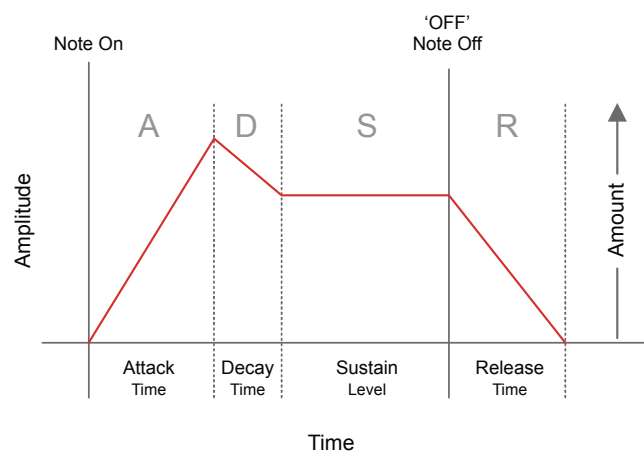 Note On
‘OFF’
Note Off
A
D
S
R
Amplitude
Amount
Attack
Time
Decay
Time
Sustain
Level
Release
Time
Time